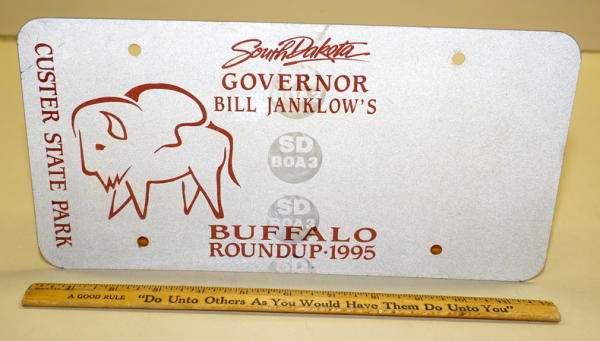 South Dakota
GOVERNOR
BILL JANKLOW'S
CUSTER STATE PARK
SD
BOA3
SD
BOA3
SD
BUFFALO
ROUNDUP·1995
A GOOD RULE "Do Unto Others As You Would Have Them Do Unto You"